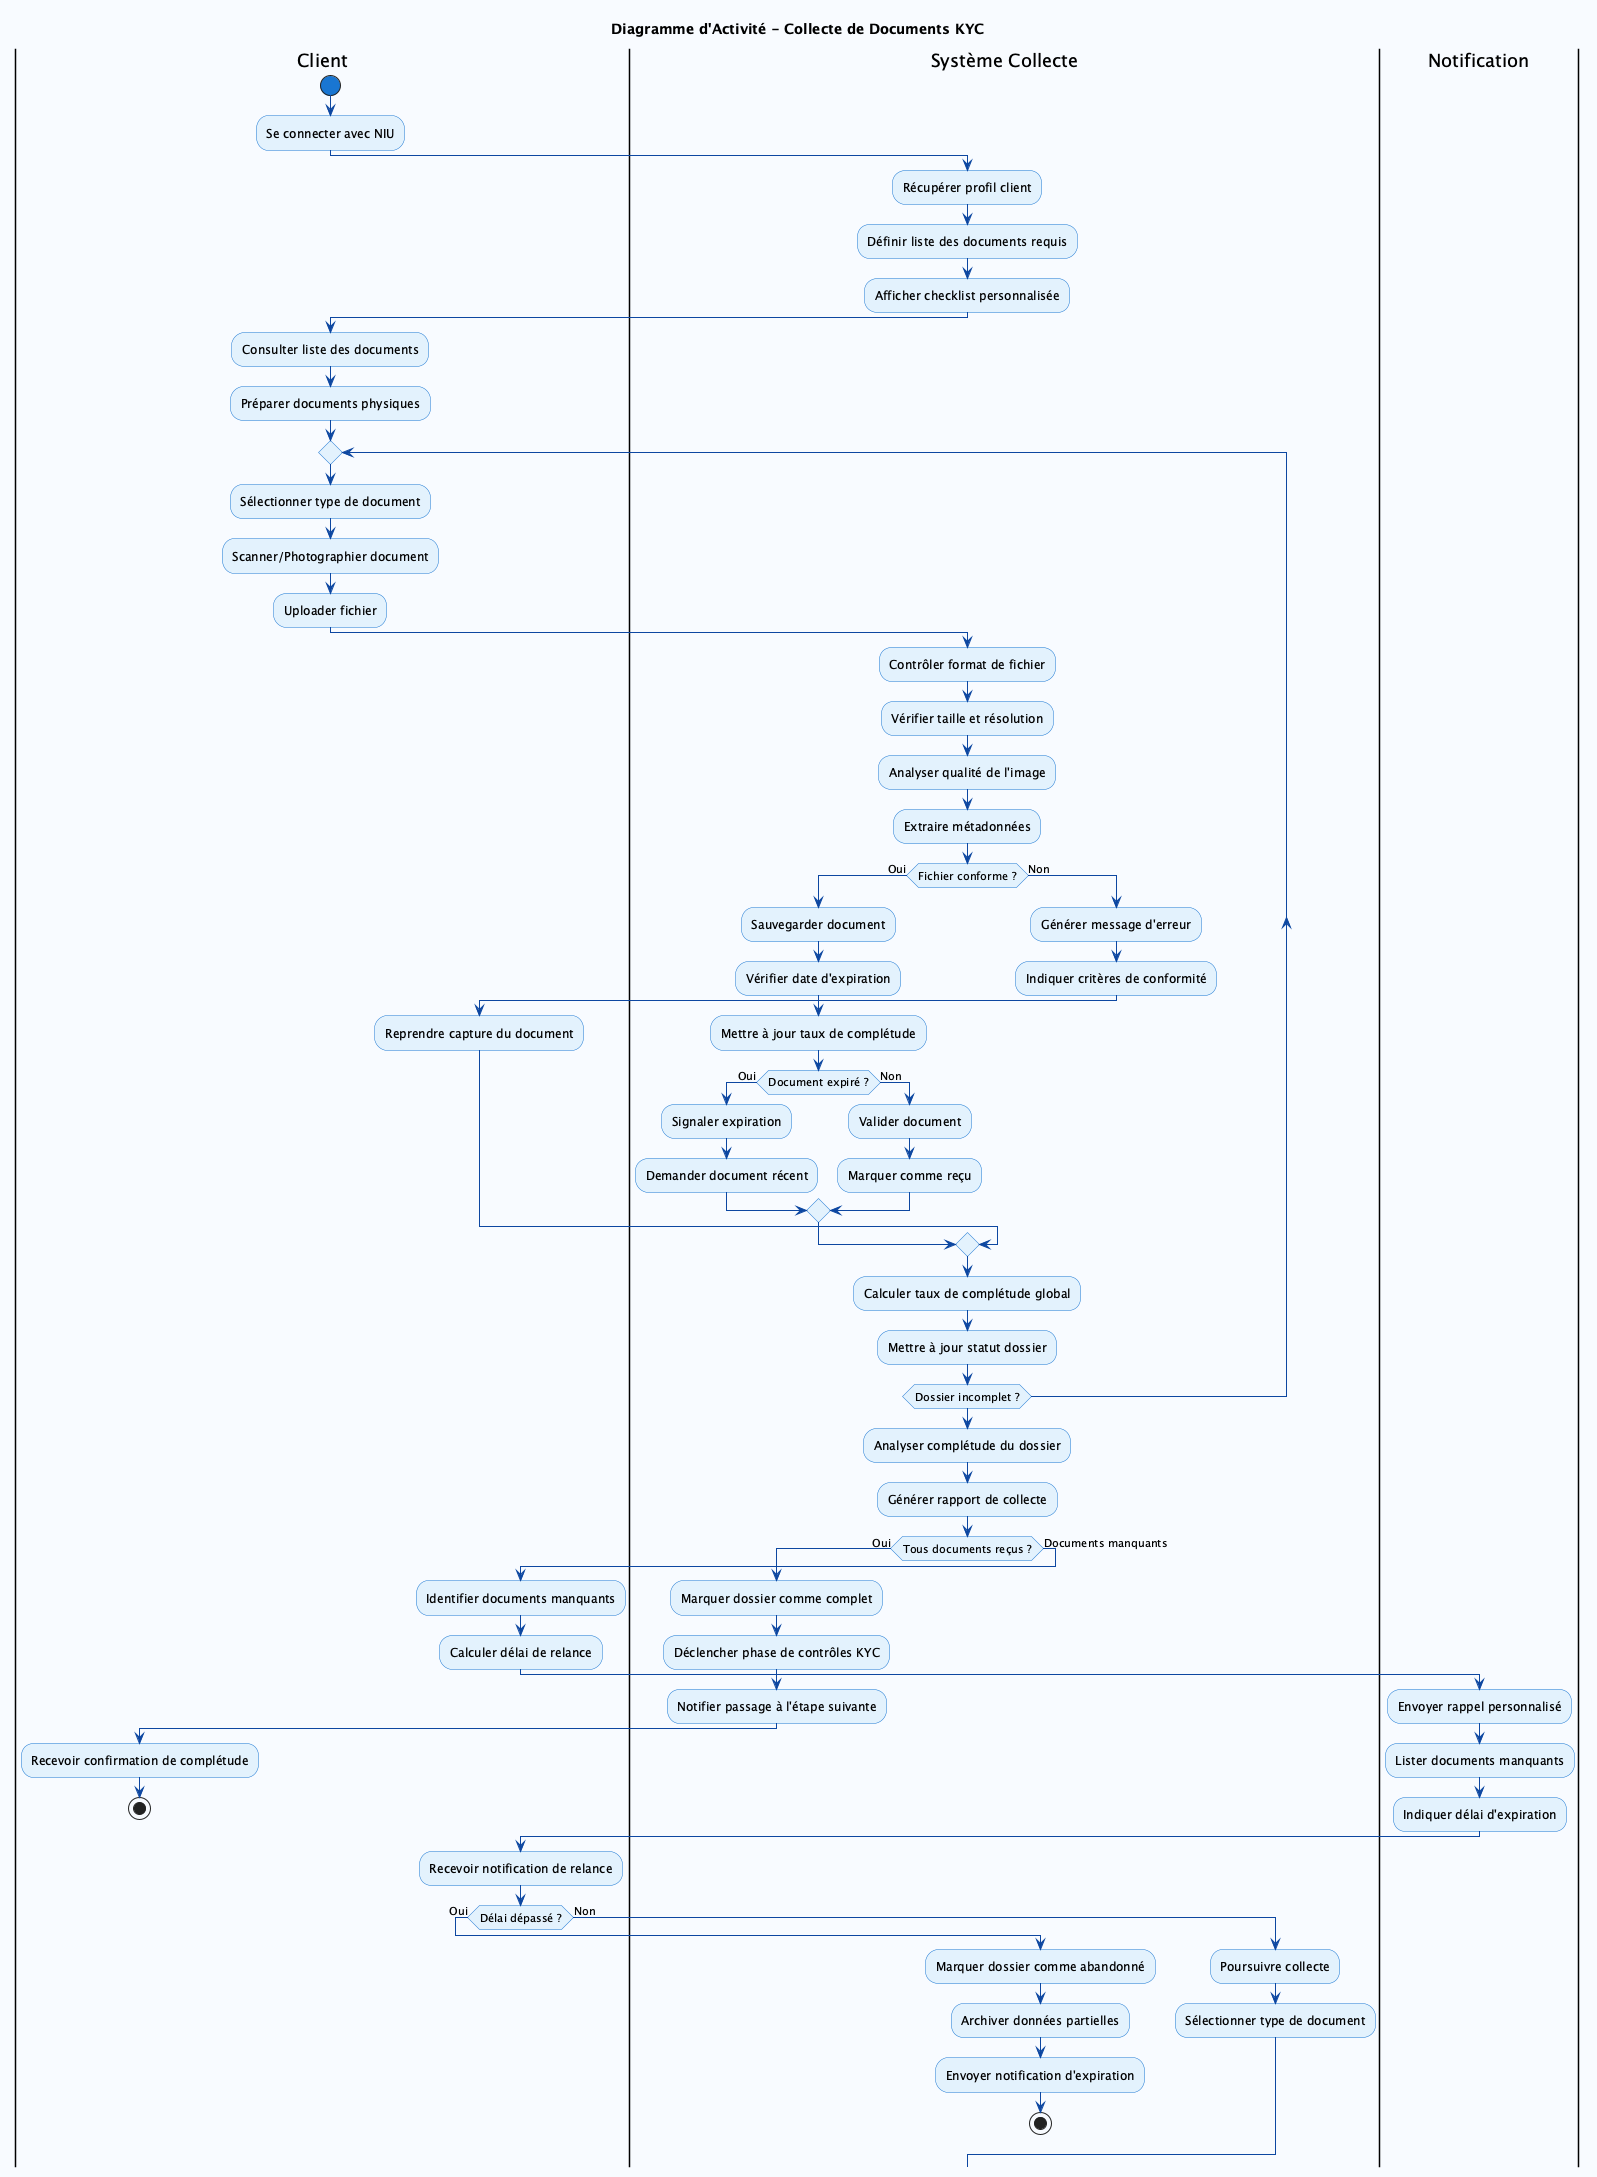 Diagramme d'Activité – Collecte de Documents KYC
Client
Système Collecte
Notification
Se connecter avec NIU
Récupérer profil client
Définir liste des documents requis
Afficher checklist personnalisée
Consulter liste des documents
Préparer documents physiques
Sélectionner type de document
Scanner/Photographier document
Uploader fichier
Contrôler format de fichier
Vérifier taille et résolution
Analyser qualité de l'image
Extraire métadonnées
Oui
Fichier conforme ?
Non
Sauvegarder document
Générer message d'erreur
Vérifier date d'expiration
Indiquer critères de conformité
Reprendre capture du document
Mettre à jour taux de complétude
Oui
Document expiré ?
Non
Signaler expiration
Valider document
Demander document récent
Marquer comme reçu
Calculer taux de complétude global
Mettre à jour statut dossier
Dossier incomplet ?
Analyser complétude du dossier
Générer rapport de collecte
Oui
Tous documents reçus ?
Documents manquants
Identifier documents manquants
Marquer dossier comme complet
Calculer délai de relance
Déclencher phase de contrôles KYC
Notifier passage à l'étape suivante
Envoyer rappel personnalisé
Recevoir confirmation de complétude
Lister documents manquants
Indiquer délai d'expiration
Recevoir notification de relance
Oui
Délai dépassé ?
Non
Marquer dossier comme abandonné
Poursuivre collecte
Archiver données partielles
Sélectionner type de document
Envoyer notification d'expiration